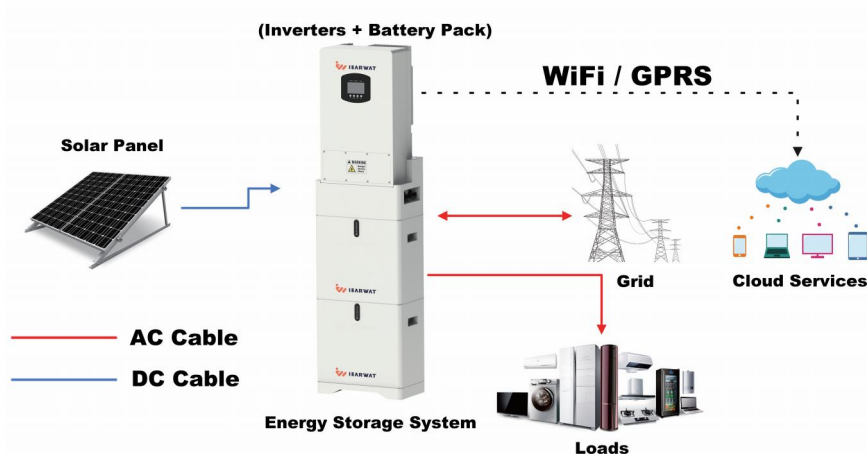 (Inverters + Battery Pack)
ISARWAT
WiFi / GPRS
WARNING
Solar Panel
Grid
Cloud Services
ISARWAT
AC Cable
DC Cable
ISARWAT
Energy Storage System
Loads